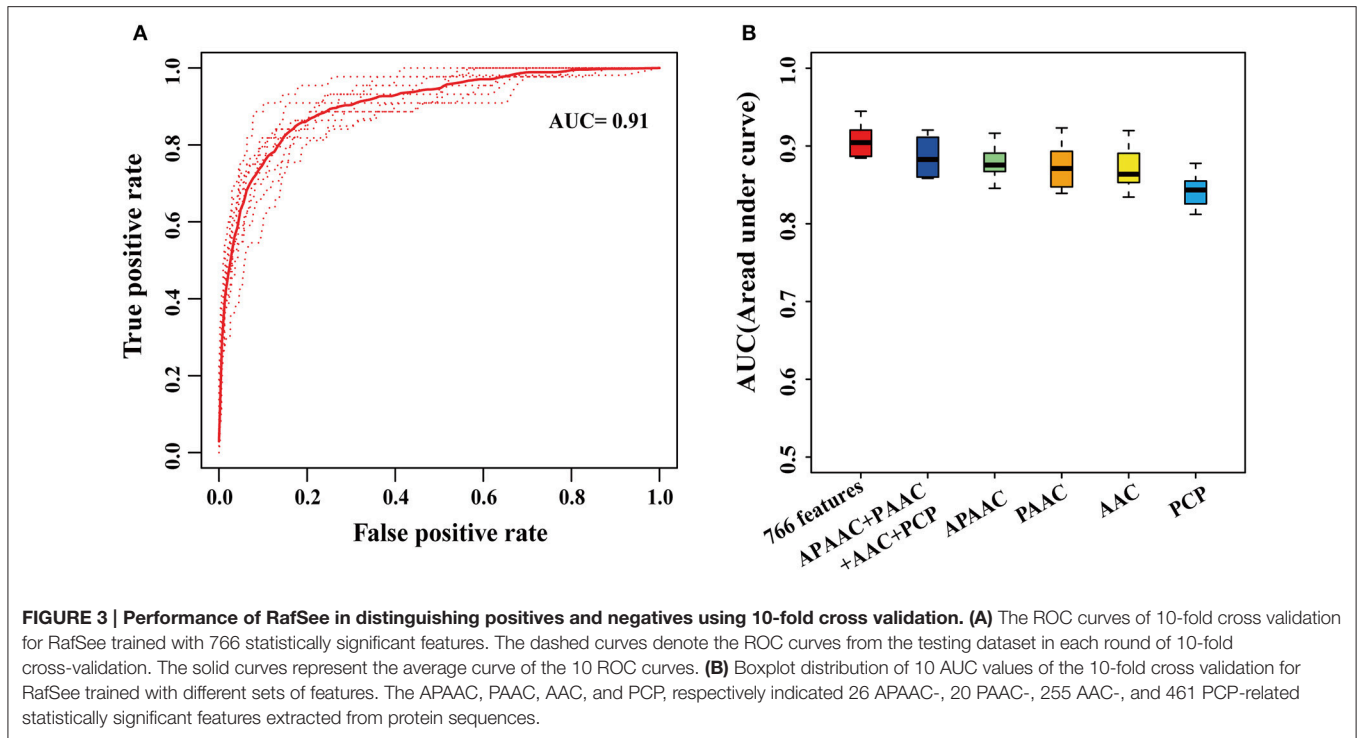 A
B
True positive rate
0.0 0.2 0.4 0.6 0.8 1.0
AUC= 0.91
0.0 0.2 0.4 0.6 0.8 1.0
False positive rate
AUC(Aread under curve)
0.5 0.6 0.7 0.8 0.9 1.0
766 features
APAAC+PAAC
+AAC+PCP
APAAC
PAAC
AAC
PCP
FIGURE 3 | Performance of RafSee in distinguishing positives and negatives using 10-fold cross validation. (A) The ROC curves of 10-fold cross validation
for RafSee trained with 766 statistically significant features. The dashed curves denote the ROC curves from the testing dataset in each round of 10-fold
cross-validation. The solid curves represent the average curve of the 10 ROC curves. (B) Boxplot distribution of 10 AUC values of the 10-fold cross validation for
RafSee trained with different sets of features. The APAAC, PAAC, AAC, and PCP, respectively indicated 26 APAAC-, 20 PAAC-, 255 AAC-, and 461 PCP-related
statistically significant features extracted from protein sequences.